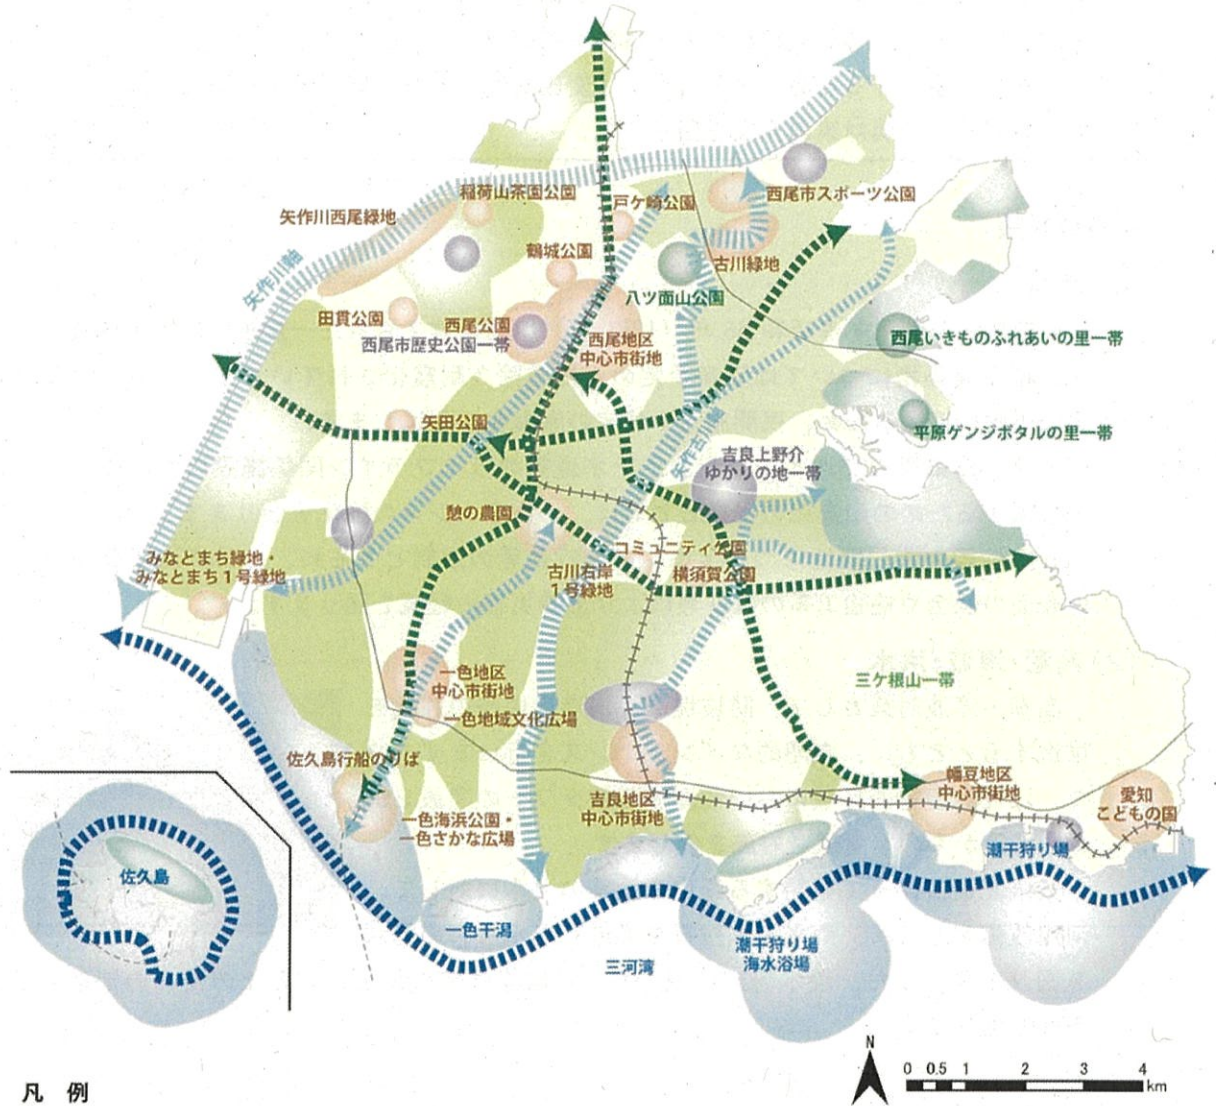 稲荷山茶園公園
戸ケ崎公園
西尾市スポーツ公園
矢作川西尾緑地
鶴城公園
古川緑地
矢作川軸
八ツ面山公園
田貫公園
西尾公園
西尾市歴史公園一帯
西尾地区
中心市街地
西尾いきものふれあいの里一帯
矢田公園
平原ゲンジボタルの里一帯
矢作古川軸
吉良上野介
ゆかりの地一帯
憩の農園
コミュニティ公園
みなとまち緑地・
みなとまち1号緑地
古川右岸
1号緑地
横須賀公園
一色地区
中心市街地
三ケ根山一帯
一色地域文化広場
佐久島行船のりば
幡豆地区
中心市街地
愛知
こどもの国
吉良地区
中心市街地
一色海浜公園・
一色さかな広場
潮干狩り場
佐久島
一色干潟
潮干狩り場
海水浴場
三河湾
N
0 0.5 1 2 3 4
km
凡 例